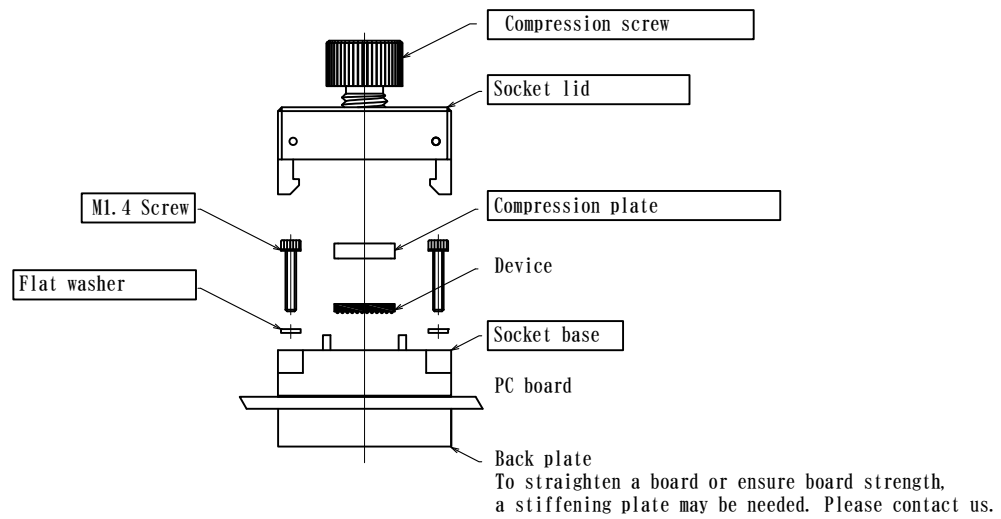 Compression screw
Socket lid
M1.4 Screw
Compression plate
Device
Flat washer
Socket base
PC board
Back plate
To straighten a board or ensure board strength,
a stiffening plate may be needed. Please contact us.